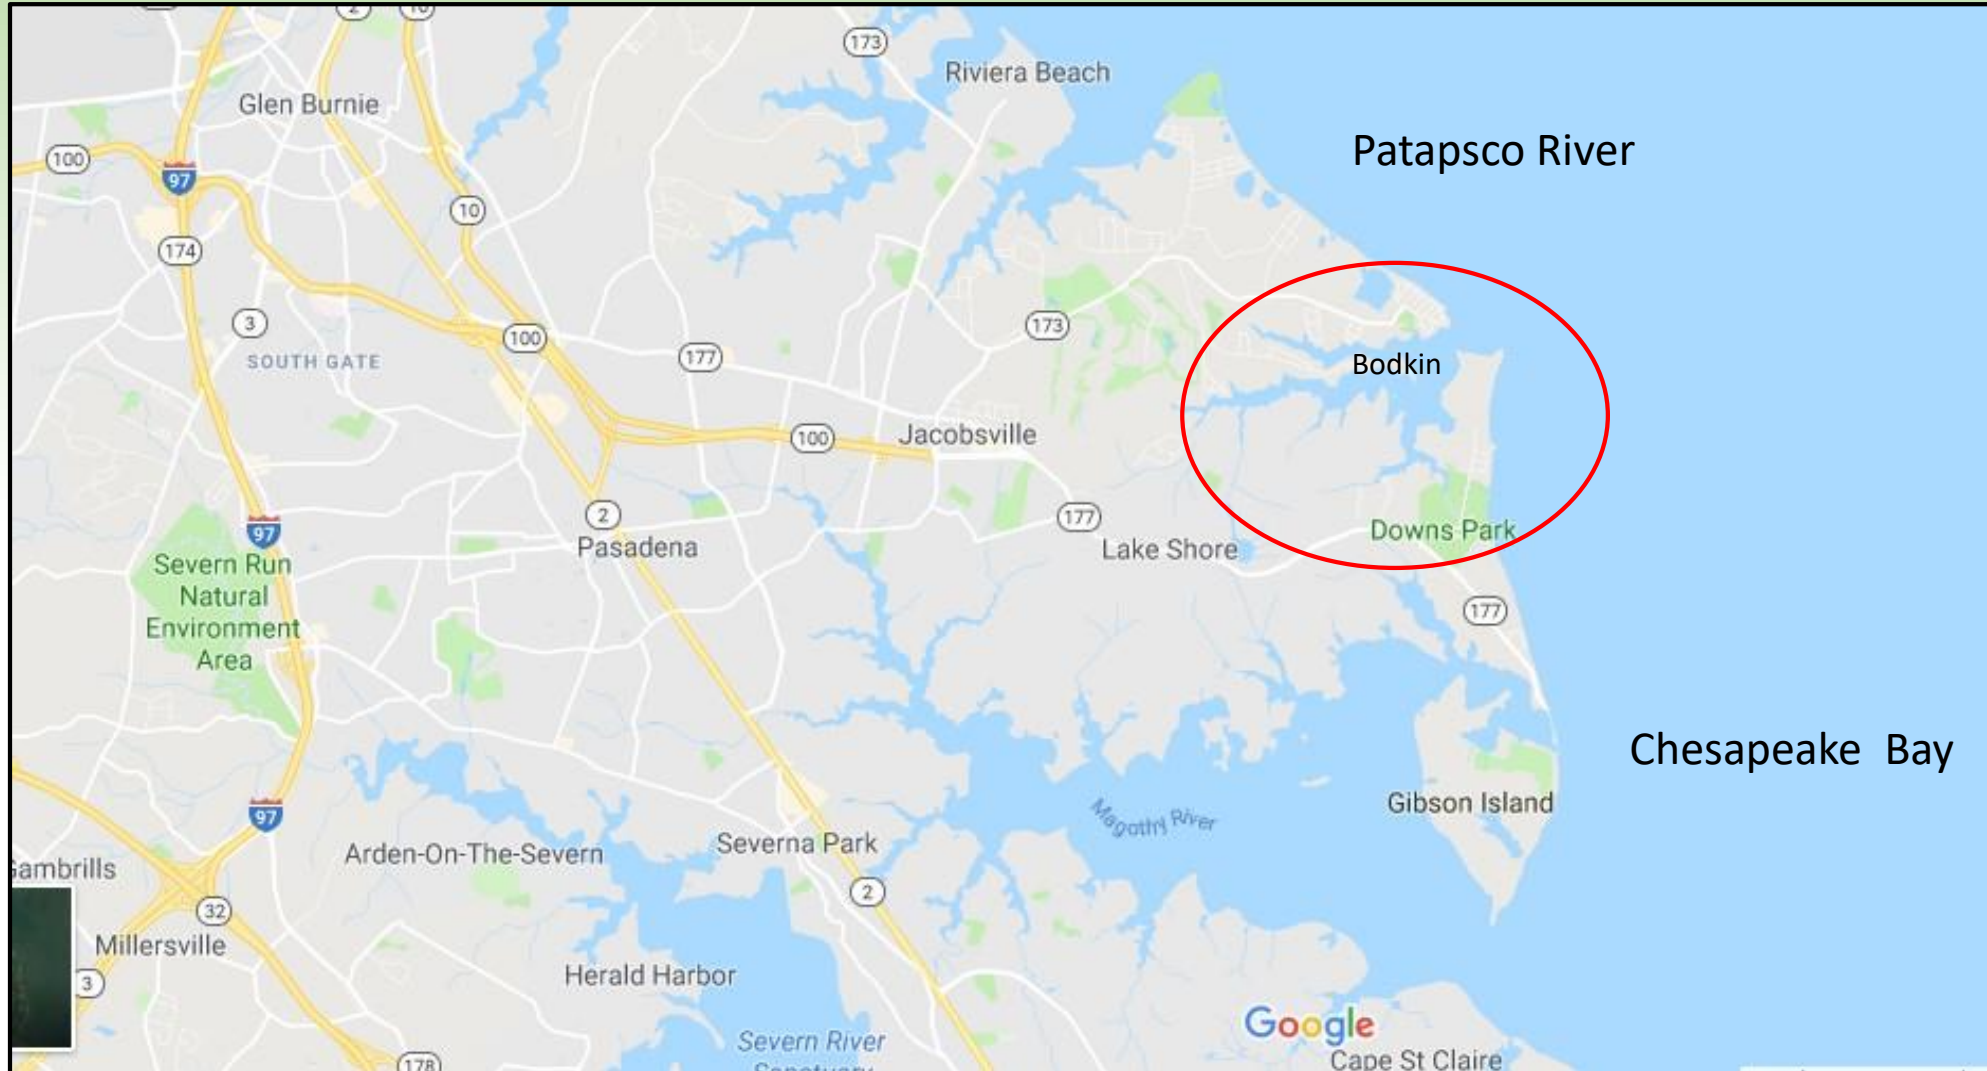 2
10
173
Riviera Beach
Glen Burnie
Patapsco River
100
97
10
174
3
173
100
177
SOUTH GATE
Bodkin
Jacobsville
100
2
177
Downs Park
97
Pasadena
Lake Shore
Severn Run
Natural
Environment
Area
177
Chesapeake Bay
Gibson Island
Magothy River
97
Severna Park
Arden-On-The-Severn
2
32
Millersville
Herald Harbor
3
Google
Severn River
Cape St Claire
178